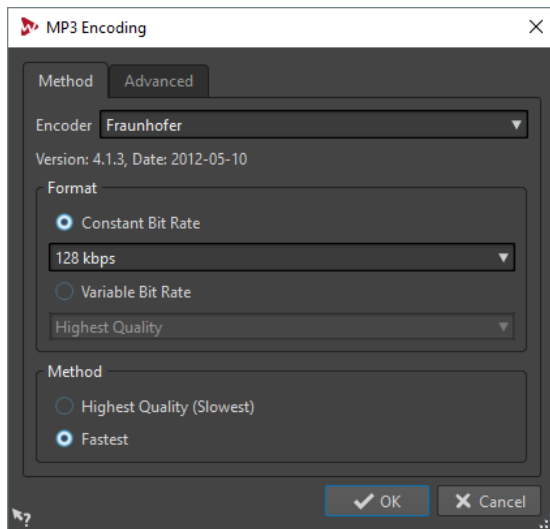 MP3 Encoding
Method Advanced
Encoder Fraunhofer
Version: 4.1.3, Date: 2012-05-10
Format
Constant Bit Rate
128 kbps
Variable Bit Rate
Highest Quality
Method
Highest Quality (Slowest)
Fastest
OK Cancel